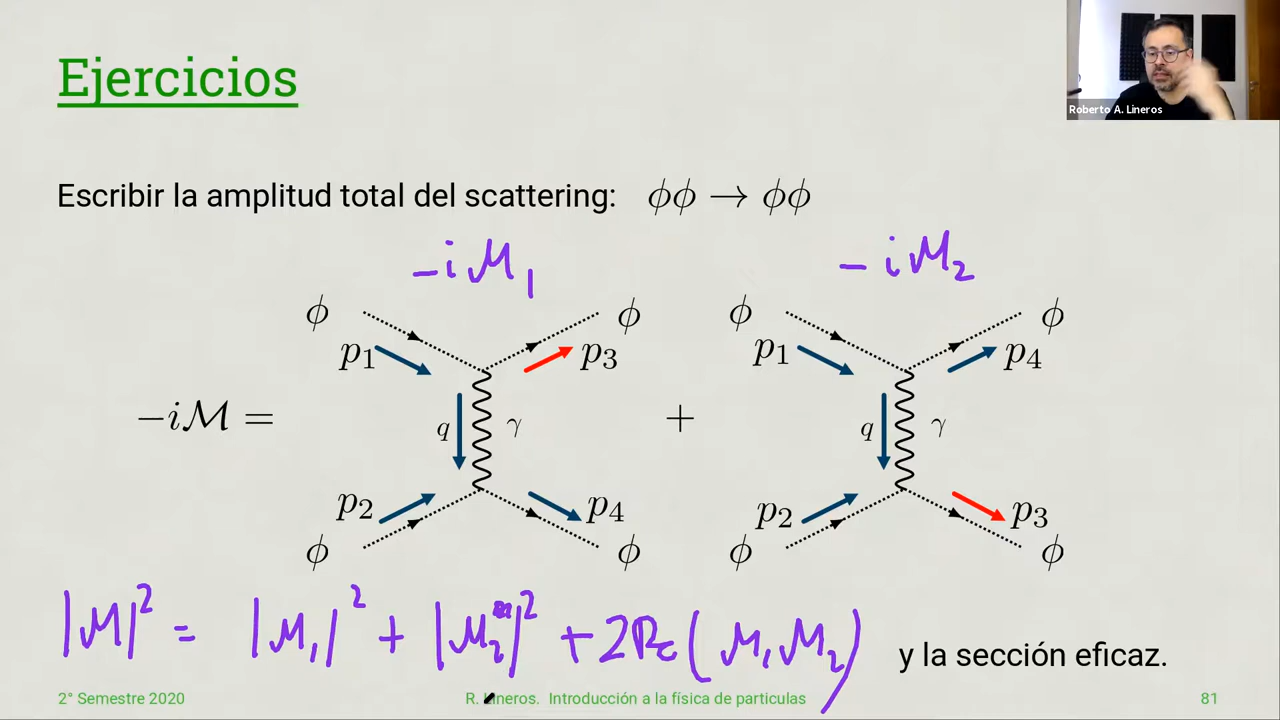 Ejercicios
Roberto A. Lineros
Escribir la amplitud total del scattering: ϕϕ → ϕϕ
-iM₁ -iM₂
ϕ ϕ ϕ ϕ
p₁ p₃ p₁ p₄
-iM = q γ + q γ
p₂ p₄ p₂ p₃
ϕ ϕ ϕ ϕ
|M|² = |M₁|² + |M₂|² + 2Re(M₁M₂) y la sección eficaz.
2° Semestre 2020 R. Lineros. Introducción a la física de particulas 81